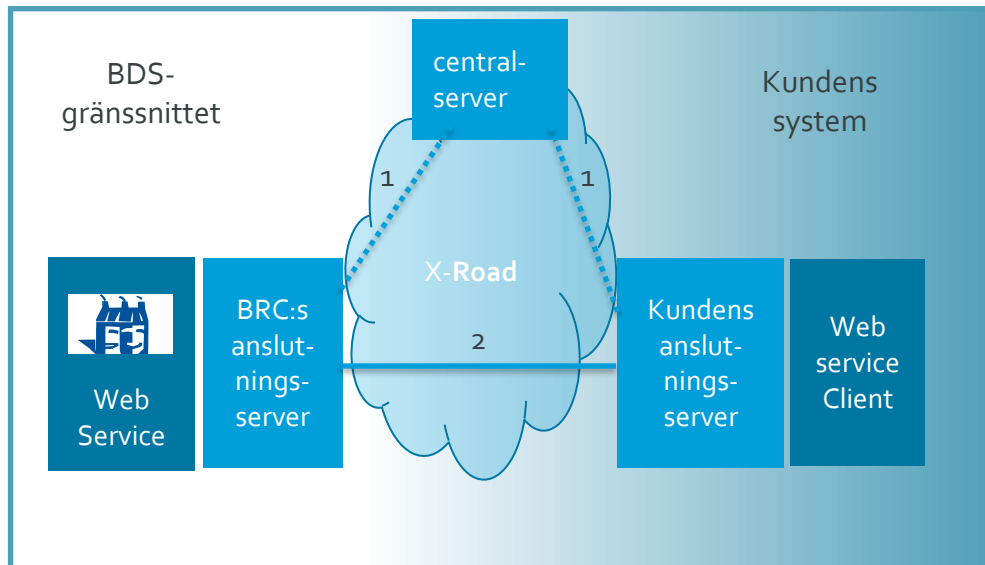 BDS-
gränssnittet
central-
server
Kundens
system
1
1
X-Road
2
Web
Service
BRC:s
anslut-
nings-
server
Kundens
anslut-
nings-
server
Web
service
Client